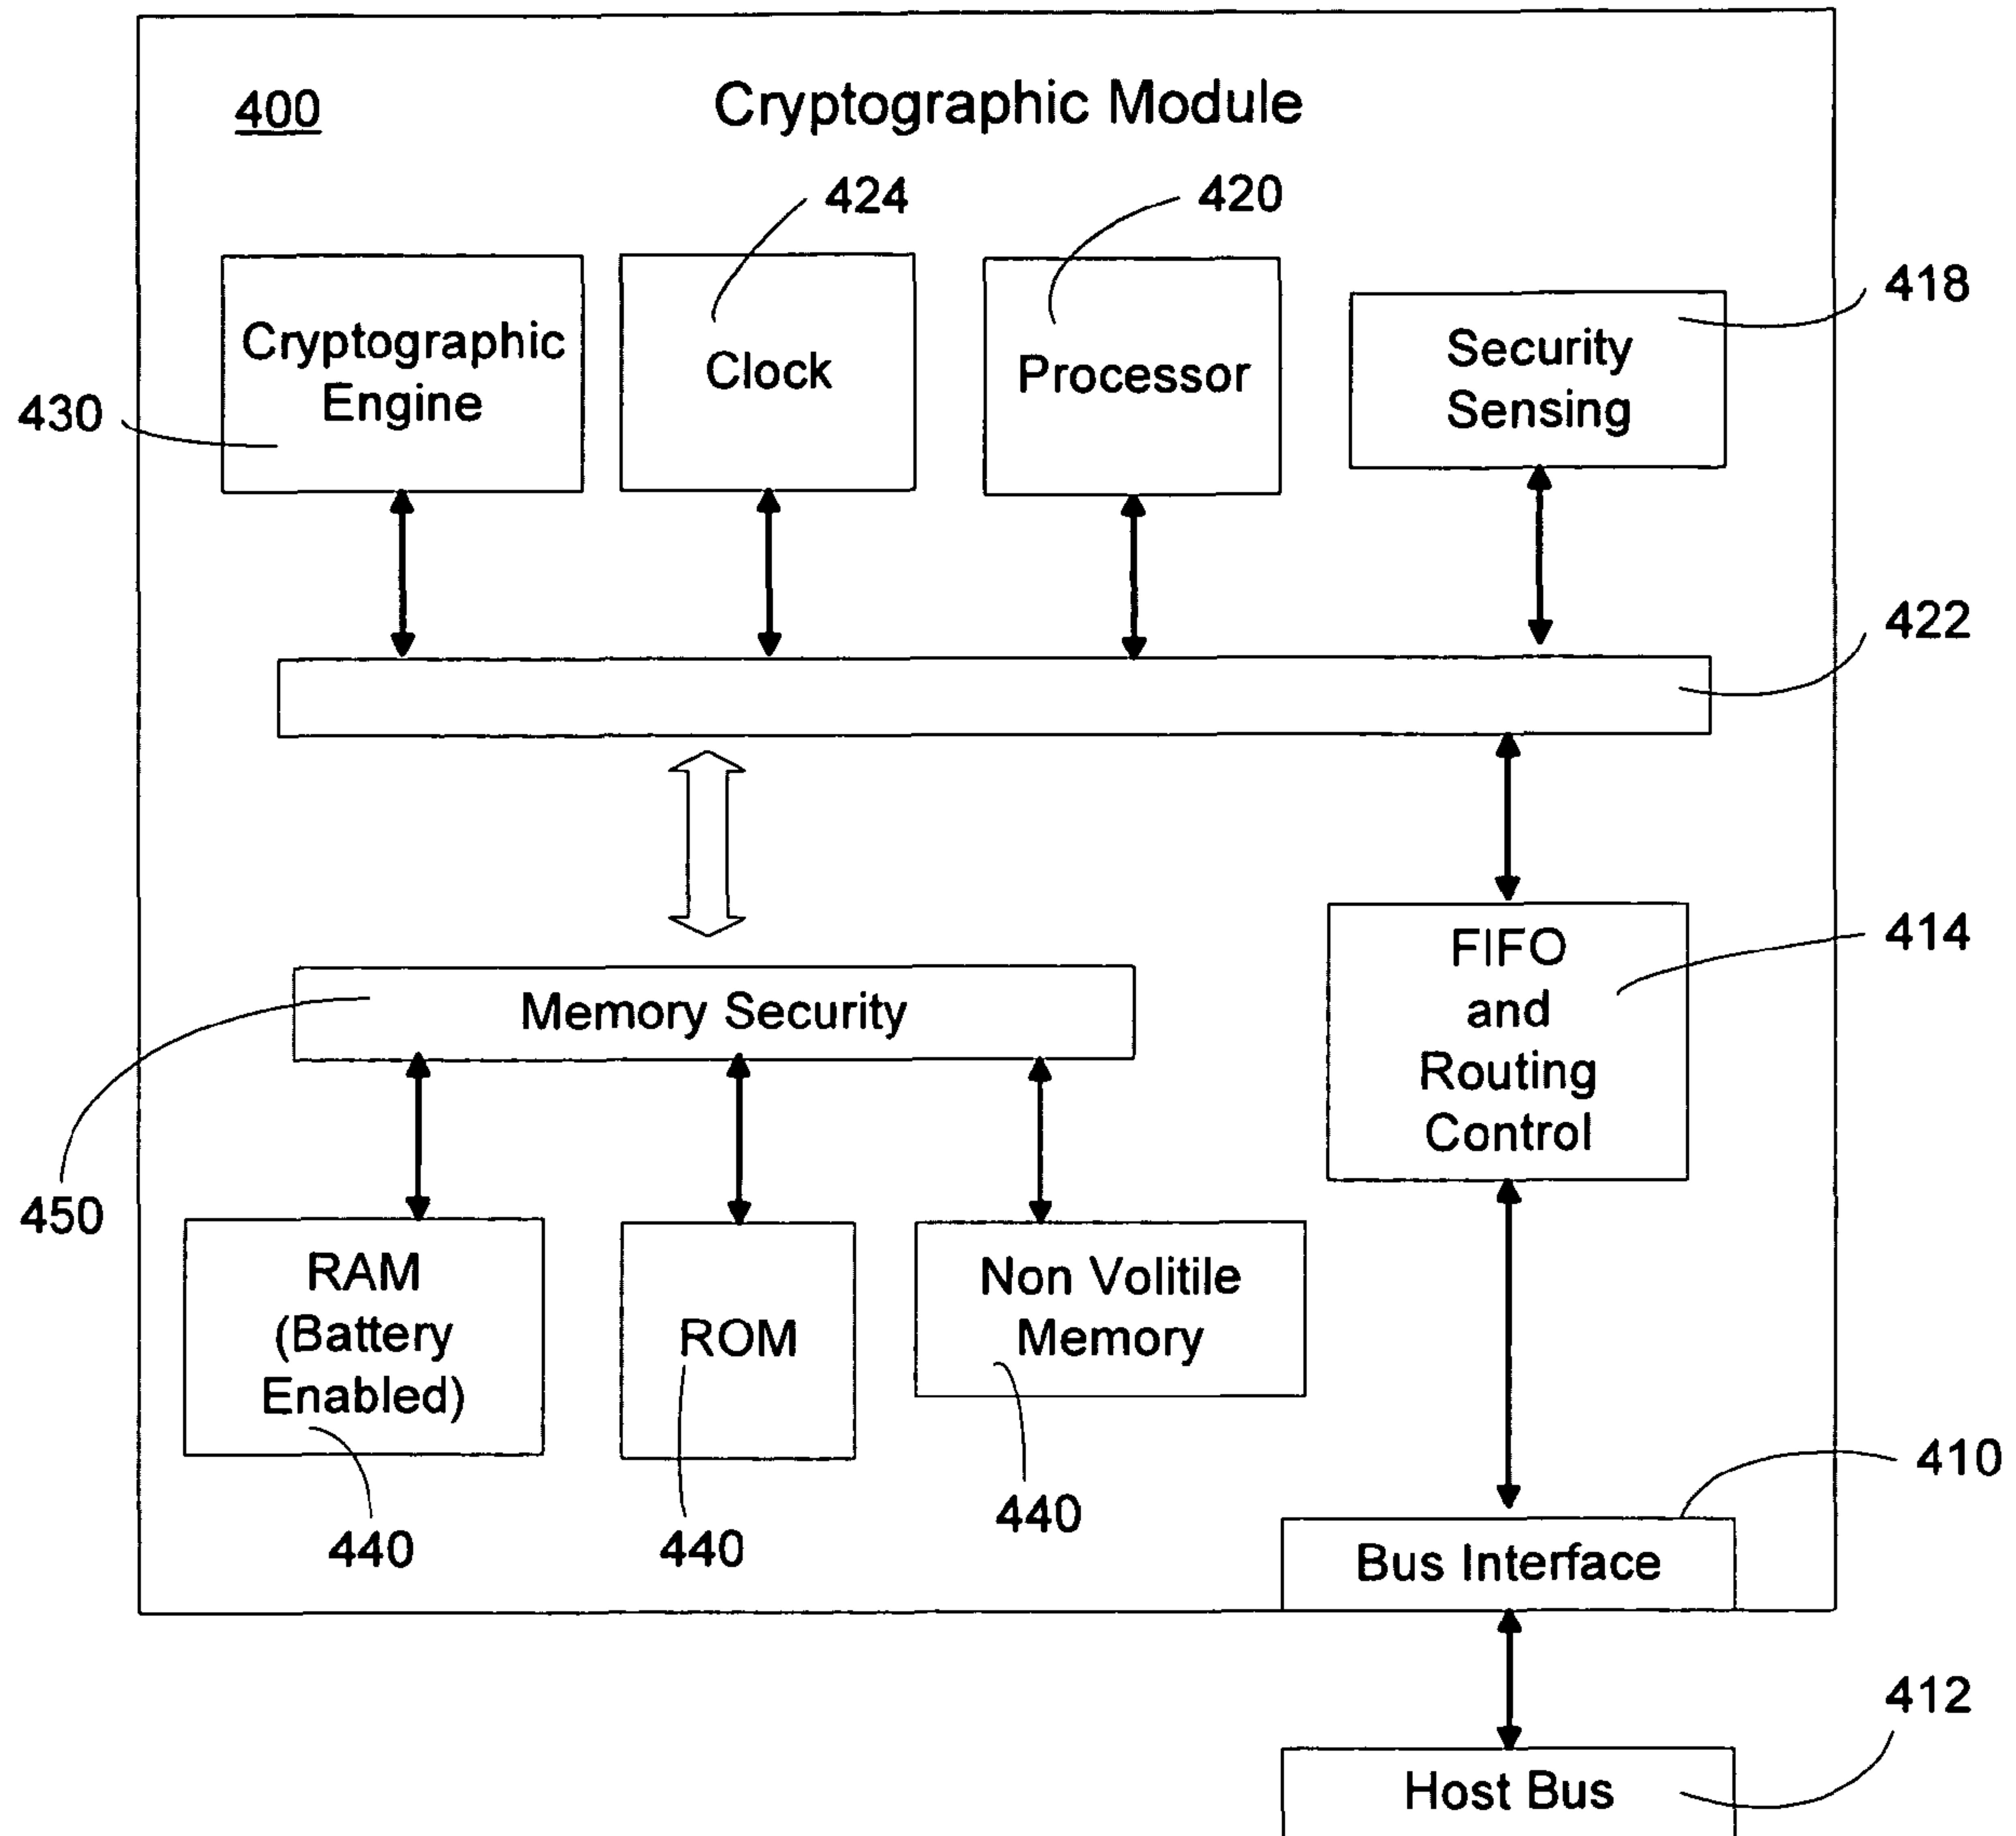 Cryptographic Module
400
424
420
418
Cryptographic
Engine
Clock
Processor
Security
Sensing
430
422
414
FIFO
and
Routing
Control
Memory Security
450
RAM
(Battery
Enabled)
ROM
Non Volitile
Memory
440
440
440
410
Bus Interface
412
Host Bus